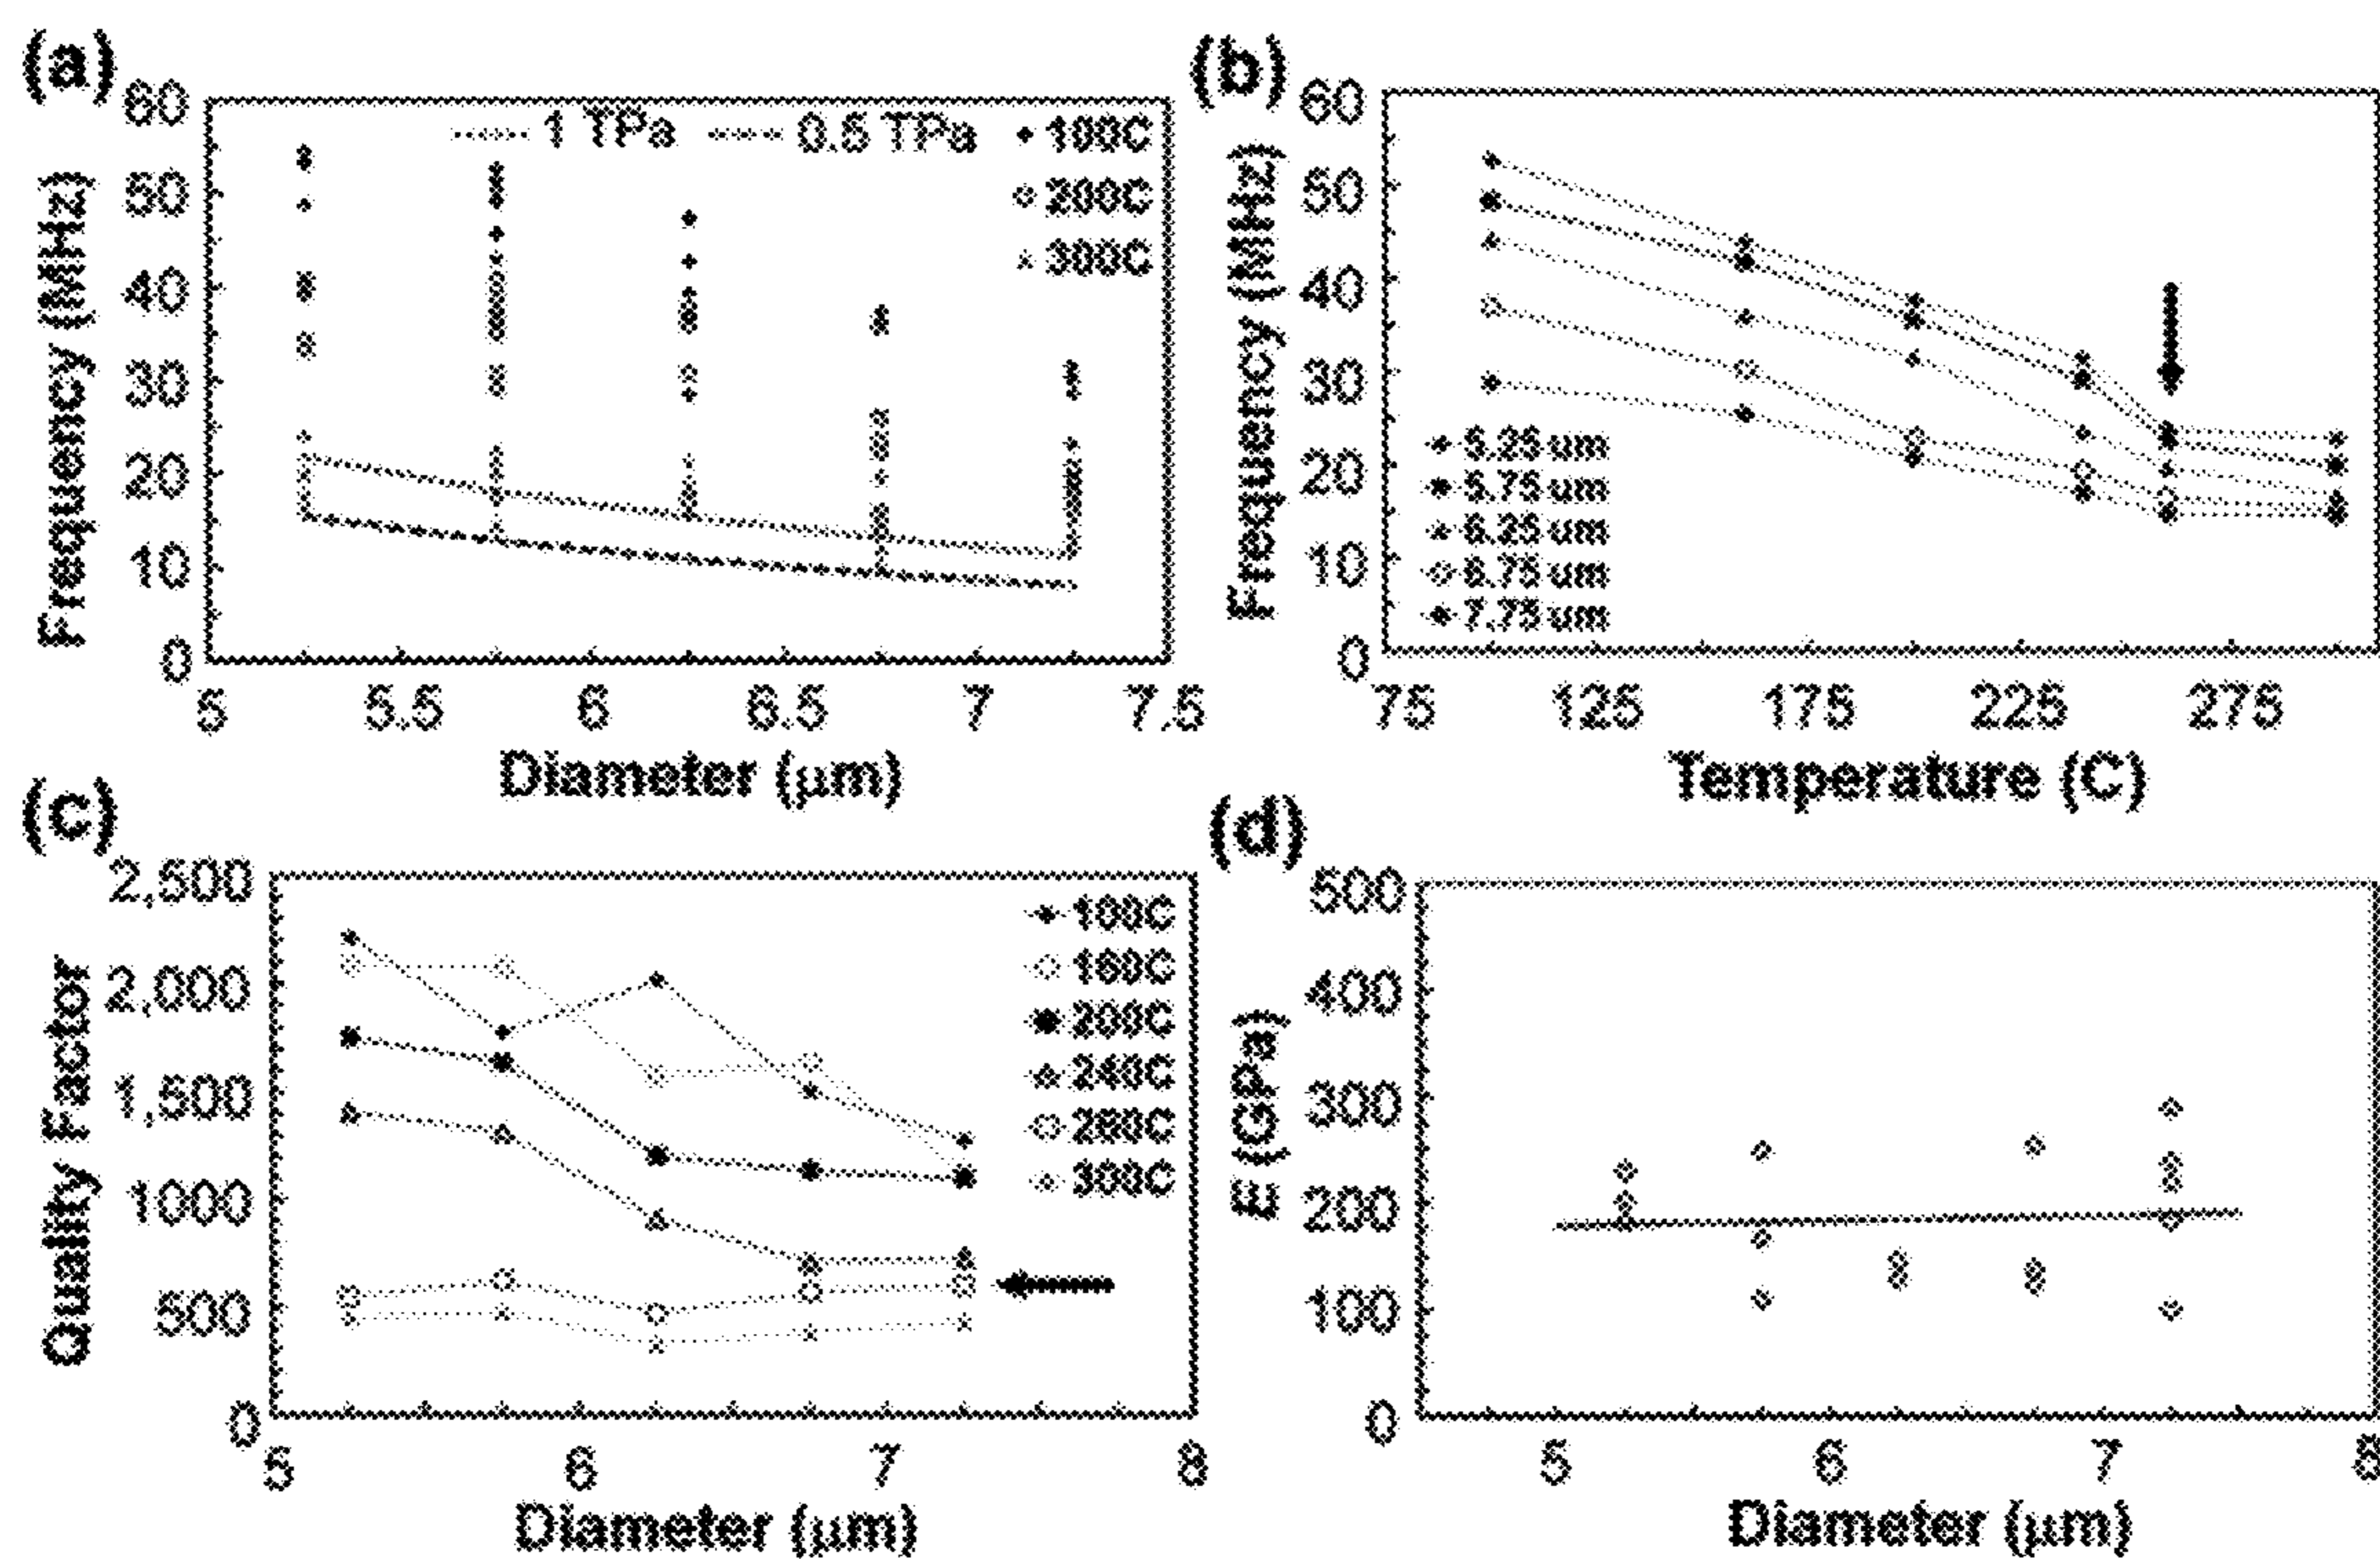 (a)
60
50
40
30
20
10
0
Frequency (MHz)
1 TPa 0.5 TPa 100C
200C
300C
5 5.5 6 6.5 7 7.5
Diameter (μm)
(b)
60
50
40
30
20
10
0
Frequency (MHz)
5.25 um
5.75 um
6.25 um
6.75 um
7.75 um
75 125 175 225 275
Temperature (C)
(c)
2,500
2,000
1,500
1000
500
0
Quality Factor
100C
160C
200C
240C
260C
300C
5 6 7 8
Diameter (μm)
(d)
500
400
300
200
100
0
E (GPa)
5 6 7 8
Diameter (μm)